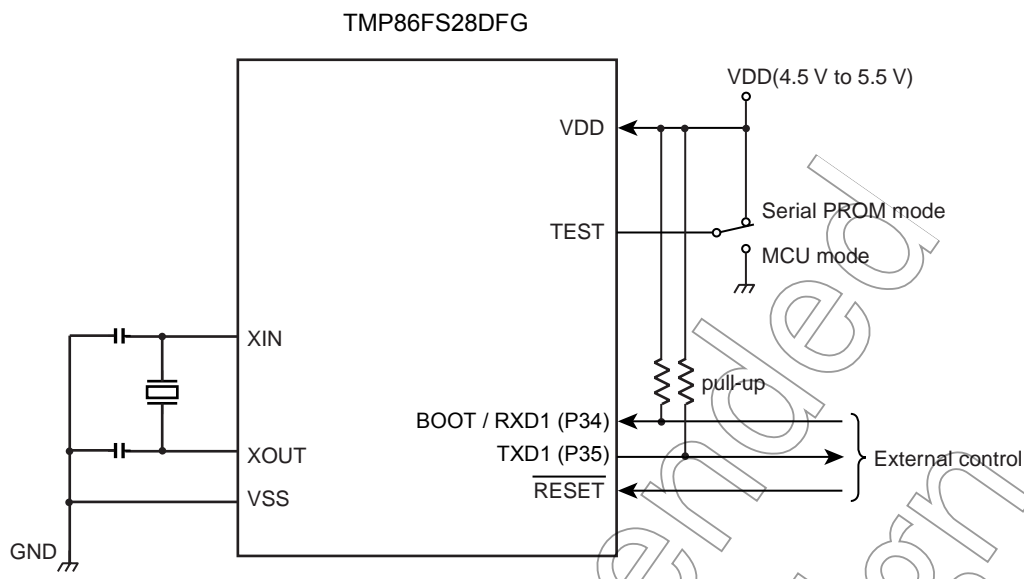 TMP86FS28DFG
VDD(4.5 V to 5.5 V)
VDD
Serial PROM mode
TEST
MCU mode
XIN
pull-up
BOOT / RXD1 (P34)
TXD1 (P35)
External control
XOUT
RESET
VSS
GND